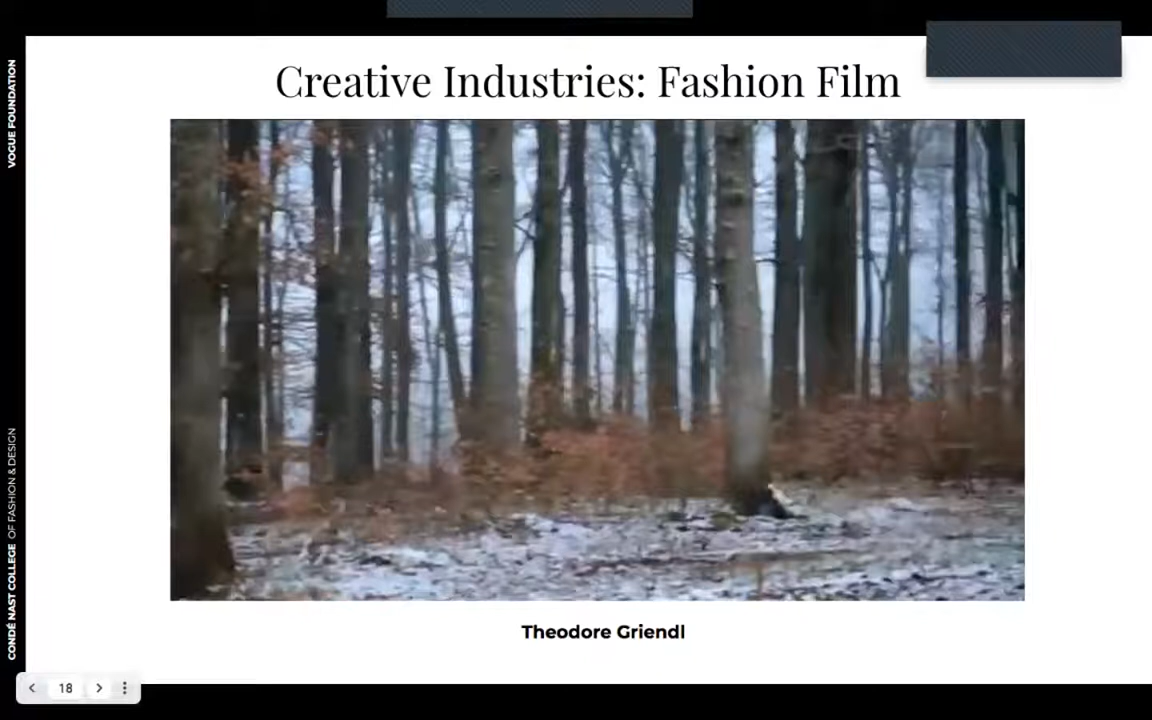 Creative Industries: Fashion Film
VOGUE FOUNDATION
CONDÉ NAST COLLEGE OF FASHION & DESIGN
Theodore Griendl
18